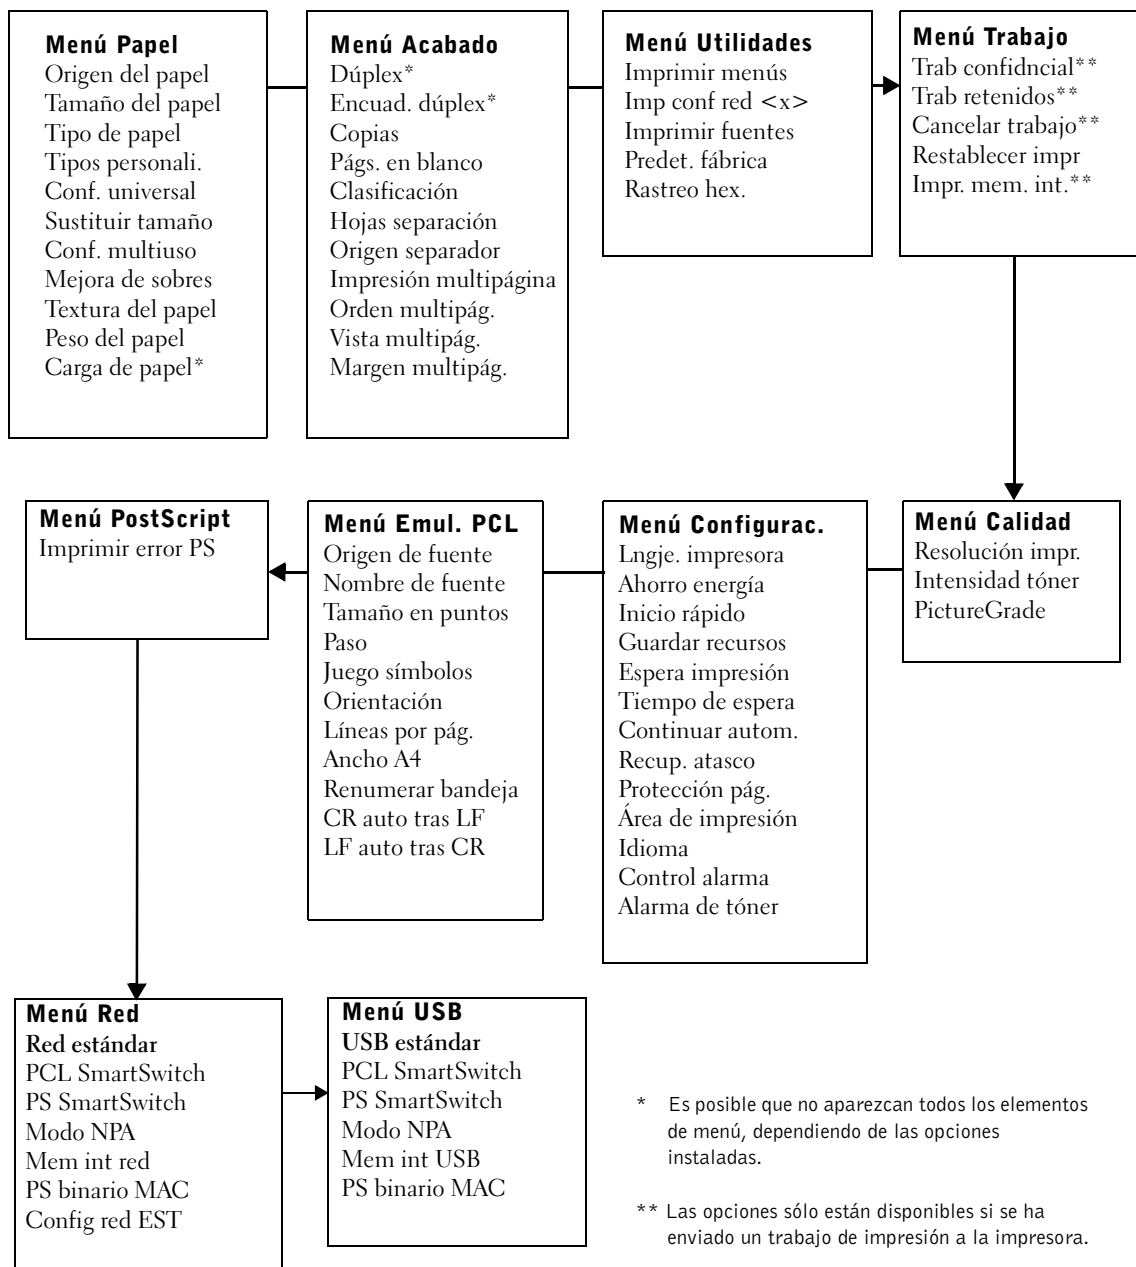 Menú Papel
Origen del papel
Tamaño del papel
Tipo de papel
Tipos personali.
Conf. universal
Sustituir tamaño
Conf. multiuso
Mejora de sobres
Textura del papel
Peso del papel
Carga de papel*
Menú Acabado
Dúplex*
Encuad. dúplex*
Copias
Págs. en blanco
Clasificación
Hojas separación
Origen separador
Impresión multipágina
Orden multipág.
Vista multipág.
Margen multipág.
Menú Utilidades
Imprimir menús
Imp conf red <x>
Imprimir fuentes
Predet. fábrica
Rastreo hex.
Menú Trabajo
Trab confidncial**
Trab retenidos**
Cancelar trabajo**
Restablecer impr
Impr. mem. int.**
Menú PostScript
Imprimir error PS
Menú Emul. PCL
Origen de fuente
Nombre de fuente
Tamaño en puntos
Paso
Juego símbolos
Orientación
Líneas por pág.
Ancho A4
Renumerar bandeja
CR auto tras LF
LF auto tras CR
Menú Configurac.
Lngje. impresora
Ahorro energía
Inicio rápido
Guardar recursos
Espera impresión
Tiempo de espera
Continuar autom.
Recup. atasco
Protección pág.
Área de impresión
Idioma
Control alarma
Alarma de tóner
Menú Calidad
Resolución impr.
Intensidad tóner
PictureGrade
Menú Red
Red estándar
PCL SmartSwitch
PS SmartSwitch
Modo NPA
Mem int red
PS binario MAC
Config red EST
Menú USB
USB estándar
PCL SmartSwitch
PS SmartSwitch
Modo NPA
Mem int USB
PS binario MAC
* Es posible que no aparezcan todos los elementos
de menú, dependiendo de las opciones
instaladas.
** Las opciones sólo están disponibles si se ha
enviado un trabajo de impresión a la impresora.